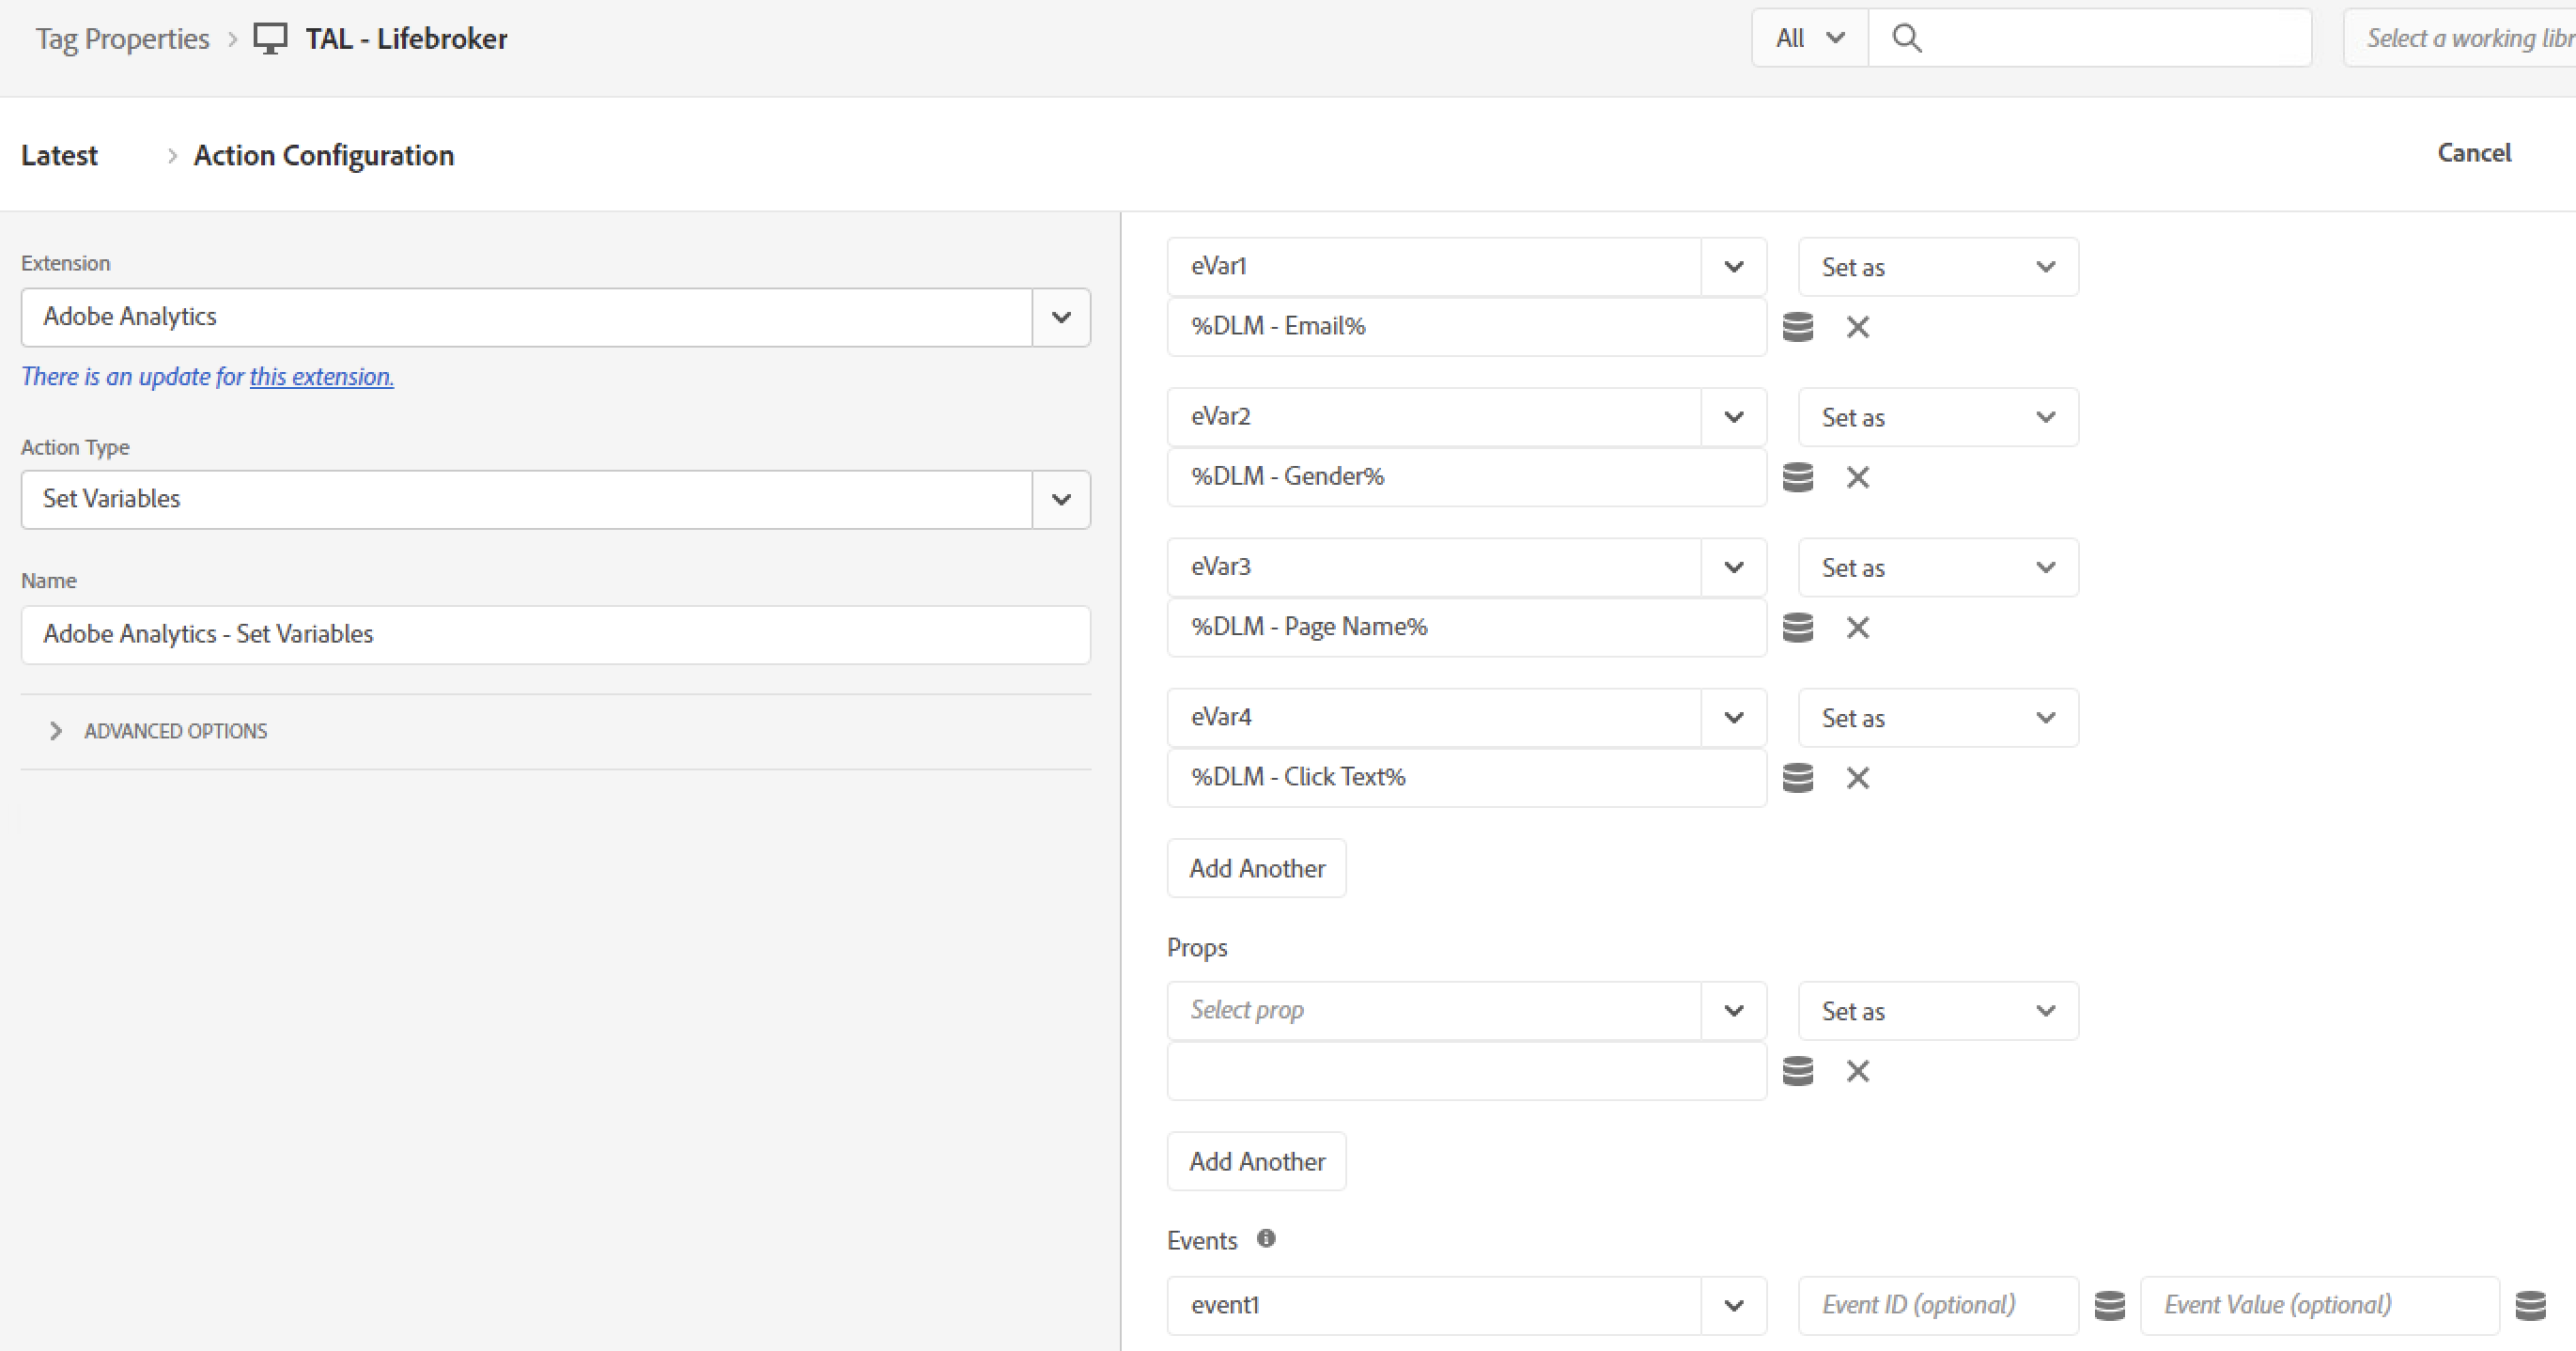 Tag Properties > TAL - Lifebroker
All
Select a working libr
Latest > Action Configuration
Cancel
Extension
Adobe Analytics
There is an update for this extension.
Action Type
Set Variables
Name
Adobe Analytics - Set Variables
ADVANCED OPTIONS
eVar1
Set as
%DLM - Email%
eVar2
Set as
%DLM - Gender%
eVar3
Set as
%DLM - Page Name%
eVar4
Set as
%DLM - Click Text%
Add Another
Props
Select prop
Set as
Add Another
Events
event1
Event ID (optional)
Event Value (optional)